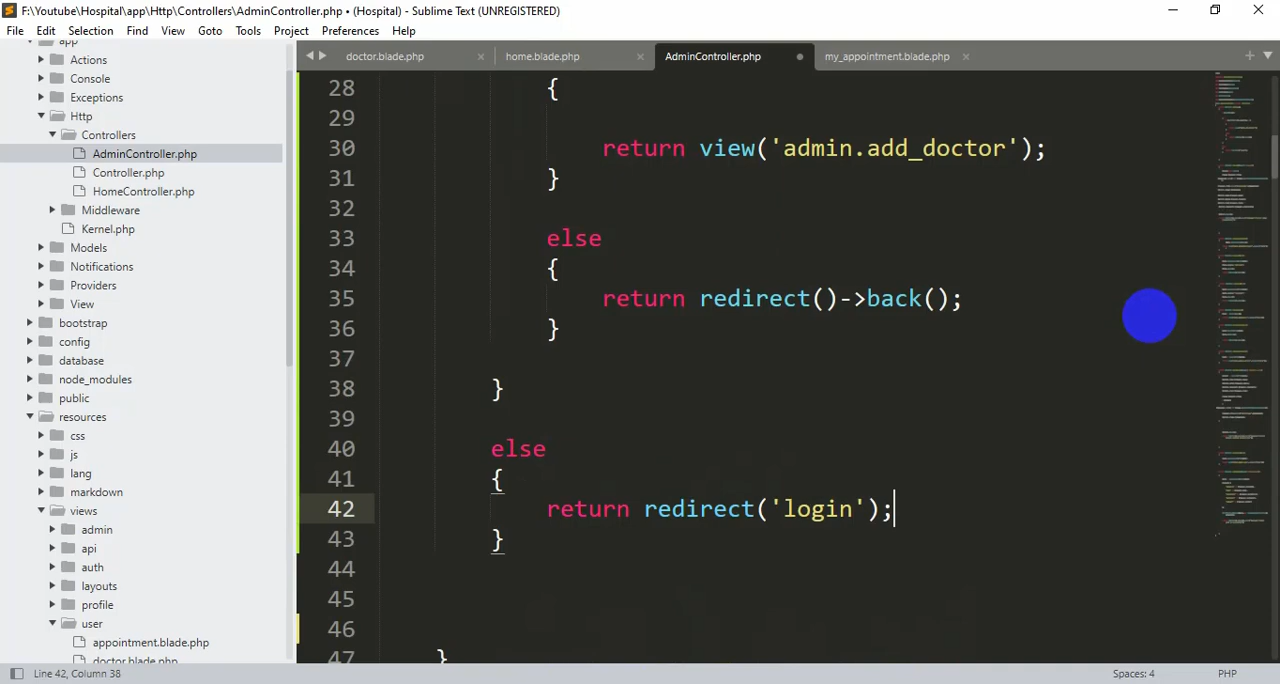 F:\Youtube\Hospital\app\Http\Controllers\AdminController.php • (Hospital) - Sublime Text (UNREGISTERED)
File Edit Selection Find View Goto Tools Project Preferences Help
app
Actions
Console
Exceptions
Http
Controllers
AdminController.php
Controller.php
HomeController.php
Middleware
Kernel.php
Models
Notifications
Providers
View
bootstrap
config
database
node_modules
public
resources
css
js
lang
markdown
views
admin
api
auth
layouts
profile
user
appointment.blade.php
doctor.blade.php
doctor.blade.php home.blade.php AdminController.php my_appointment.blade.php
28 {
29
30 return view('admin.add_doctor');
31 }
32
33 else
34 {
35 return redirect()->back();
36 }
37
38 }
39
40 else
41 {
42 return redirect('login');
43 }
44
45
46
47 }
Line 42, Column 38 Spaces: 4 PHP